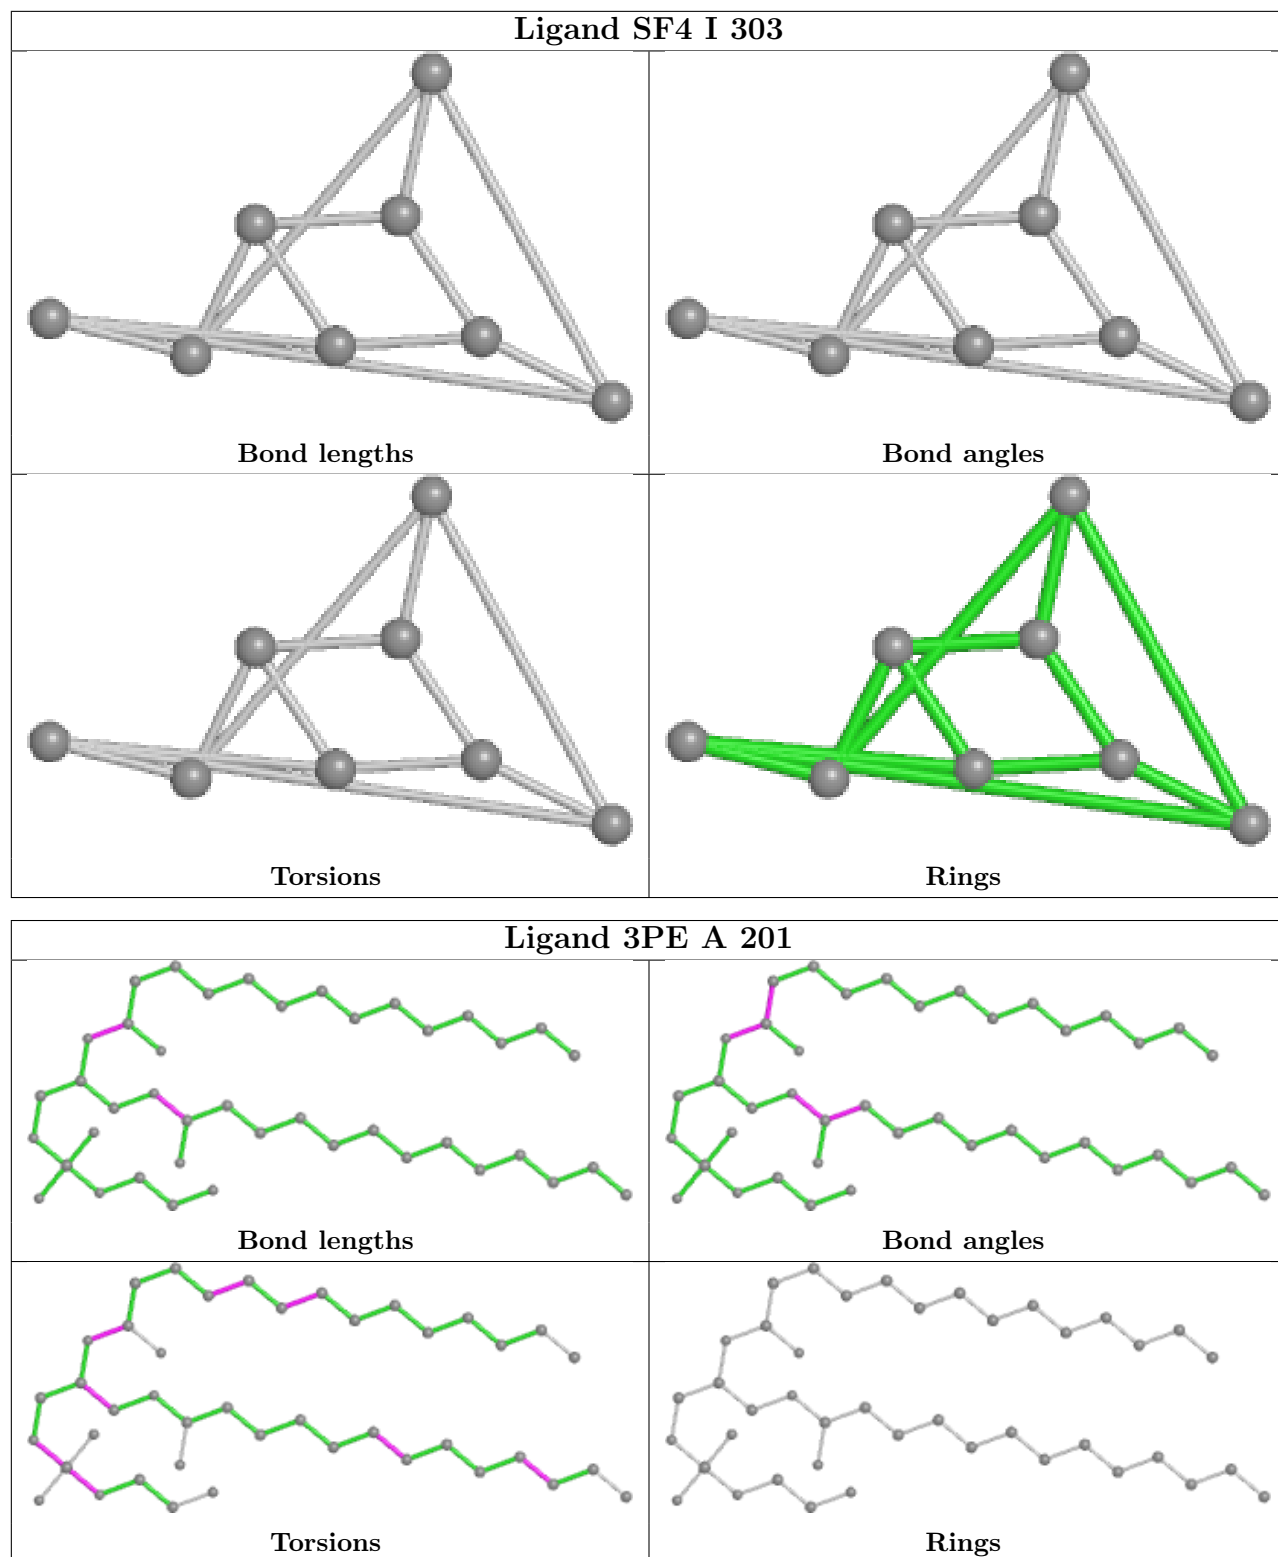 Ligand SF4 I 303
Bond lengths
Bond angles
Torsions
Rings
Ligand 3PE A 201
Bond lengths
Bond angles
Torsions
Rings